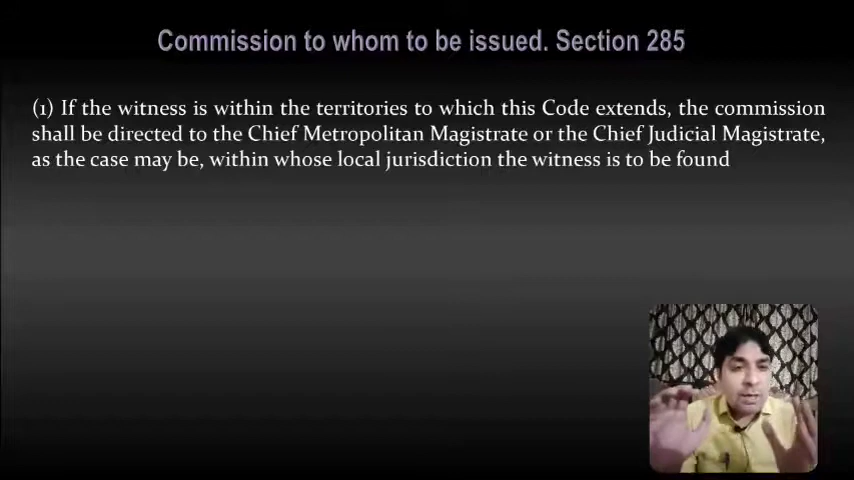 Commission to whom to be issued. Section 285
(1) If the witness is within the territories to which this Code extends, the commission
shall be directed to the Chief Metropolitan Magistrate or the Chief Judicial Magistrate,
as the case may be, within whose local jurisdiction the witness is to be found